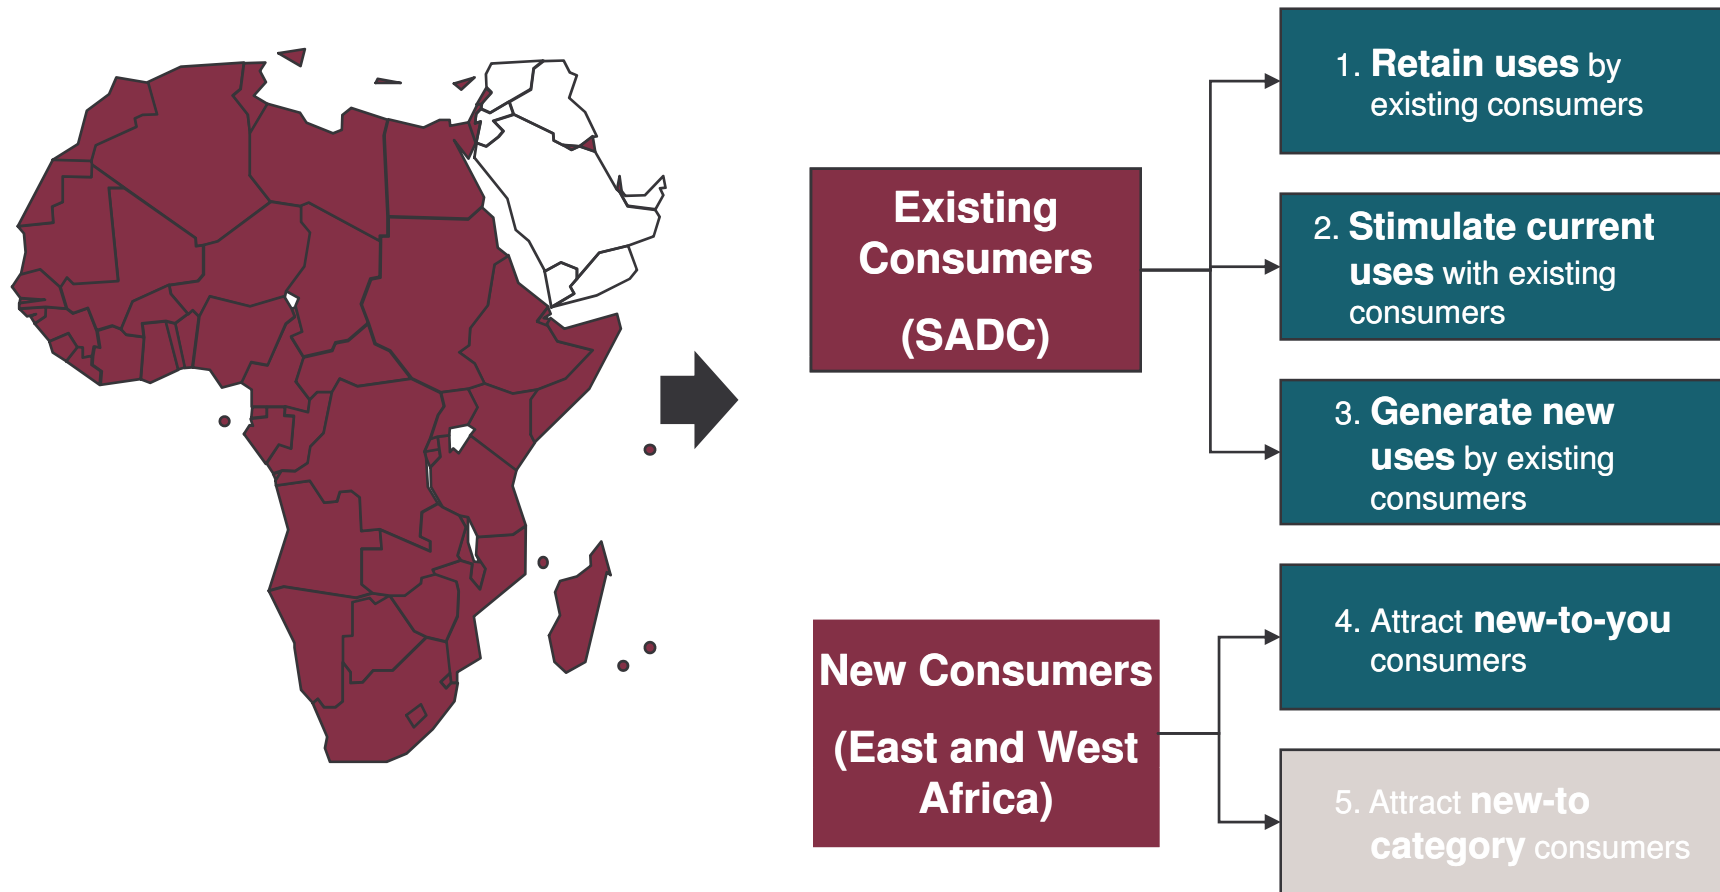 Existing
Consumers
(SADC)
1. Retain uses by
existing consumers
2. Stimulate current
uses with existing
consumers
3. Generate new
uses by existing
consumers
New Consumers
(East and West
Africa)
4. Attract new-to-you
consumers
5. Attract new-to
category consumers